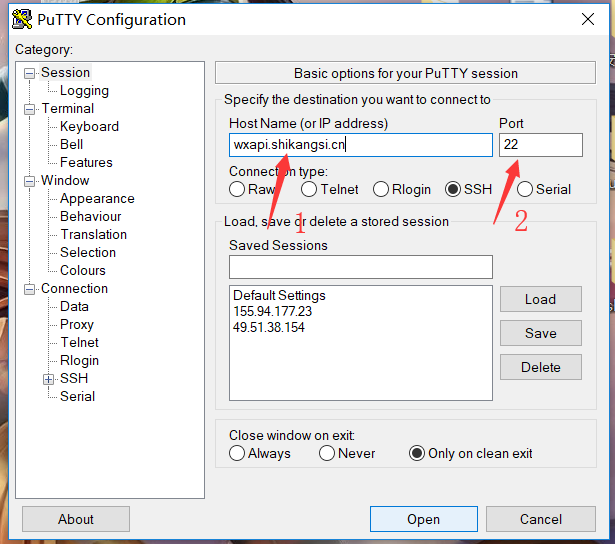 PuTTY Configuration
Category:
Session
Logging
Terminal
Keyboard
Bell
Features
Window
Appearance
Behaviour
Translation
Selection
Colours
Connection
Data
Proxy
Telnet
Rlogin
SSH
Serial
Basic options for your PuTTY session
Specify the destination you want to connect to
Host Name (or IP address) Port
wxapi.shikangsi.cn 22
Connection type:
Raw Telnet Rlogin SSH Serial
1 2
Load, save or delete a stored session
Saved Sessions
Default Settings
155.94.177.23
49.51.38.154
Load
Save
Delete
Close window on exit:
Always Never Only on clean exit
About Open Cancel